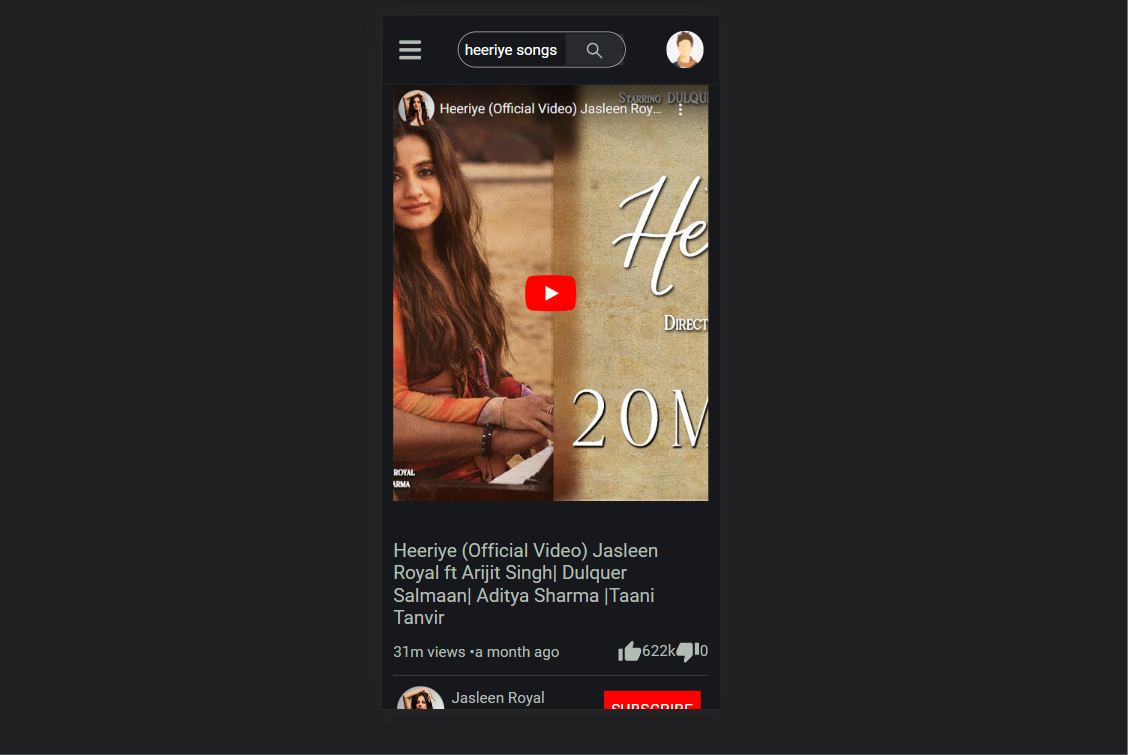 heeriye songs
STARRING DULQU
Heeriye (Official Video) Jasleen Roy...
He
DIRECT
20M
ROYAL
ARMA
Heeriye (Official Video) Jasleen
Royal ft Arijit Singh| Dulquer
Salmaan| Aditya Sharma |Taani
Tanvir
31m views •a month ago 622k 0
Jasleen Royal
SUBSCRIBE